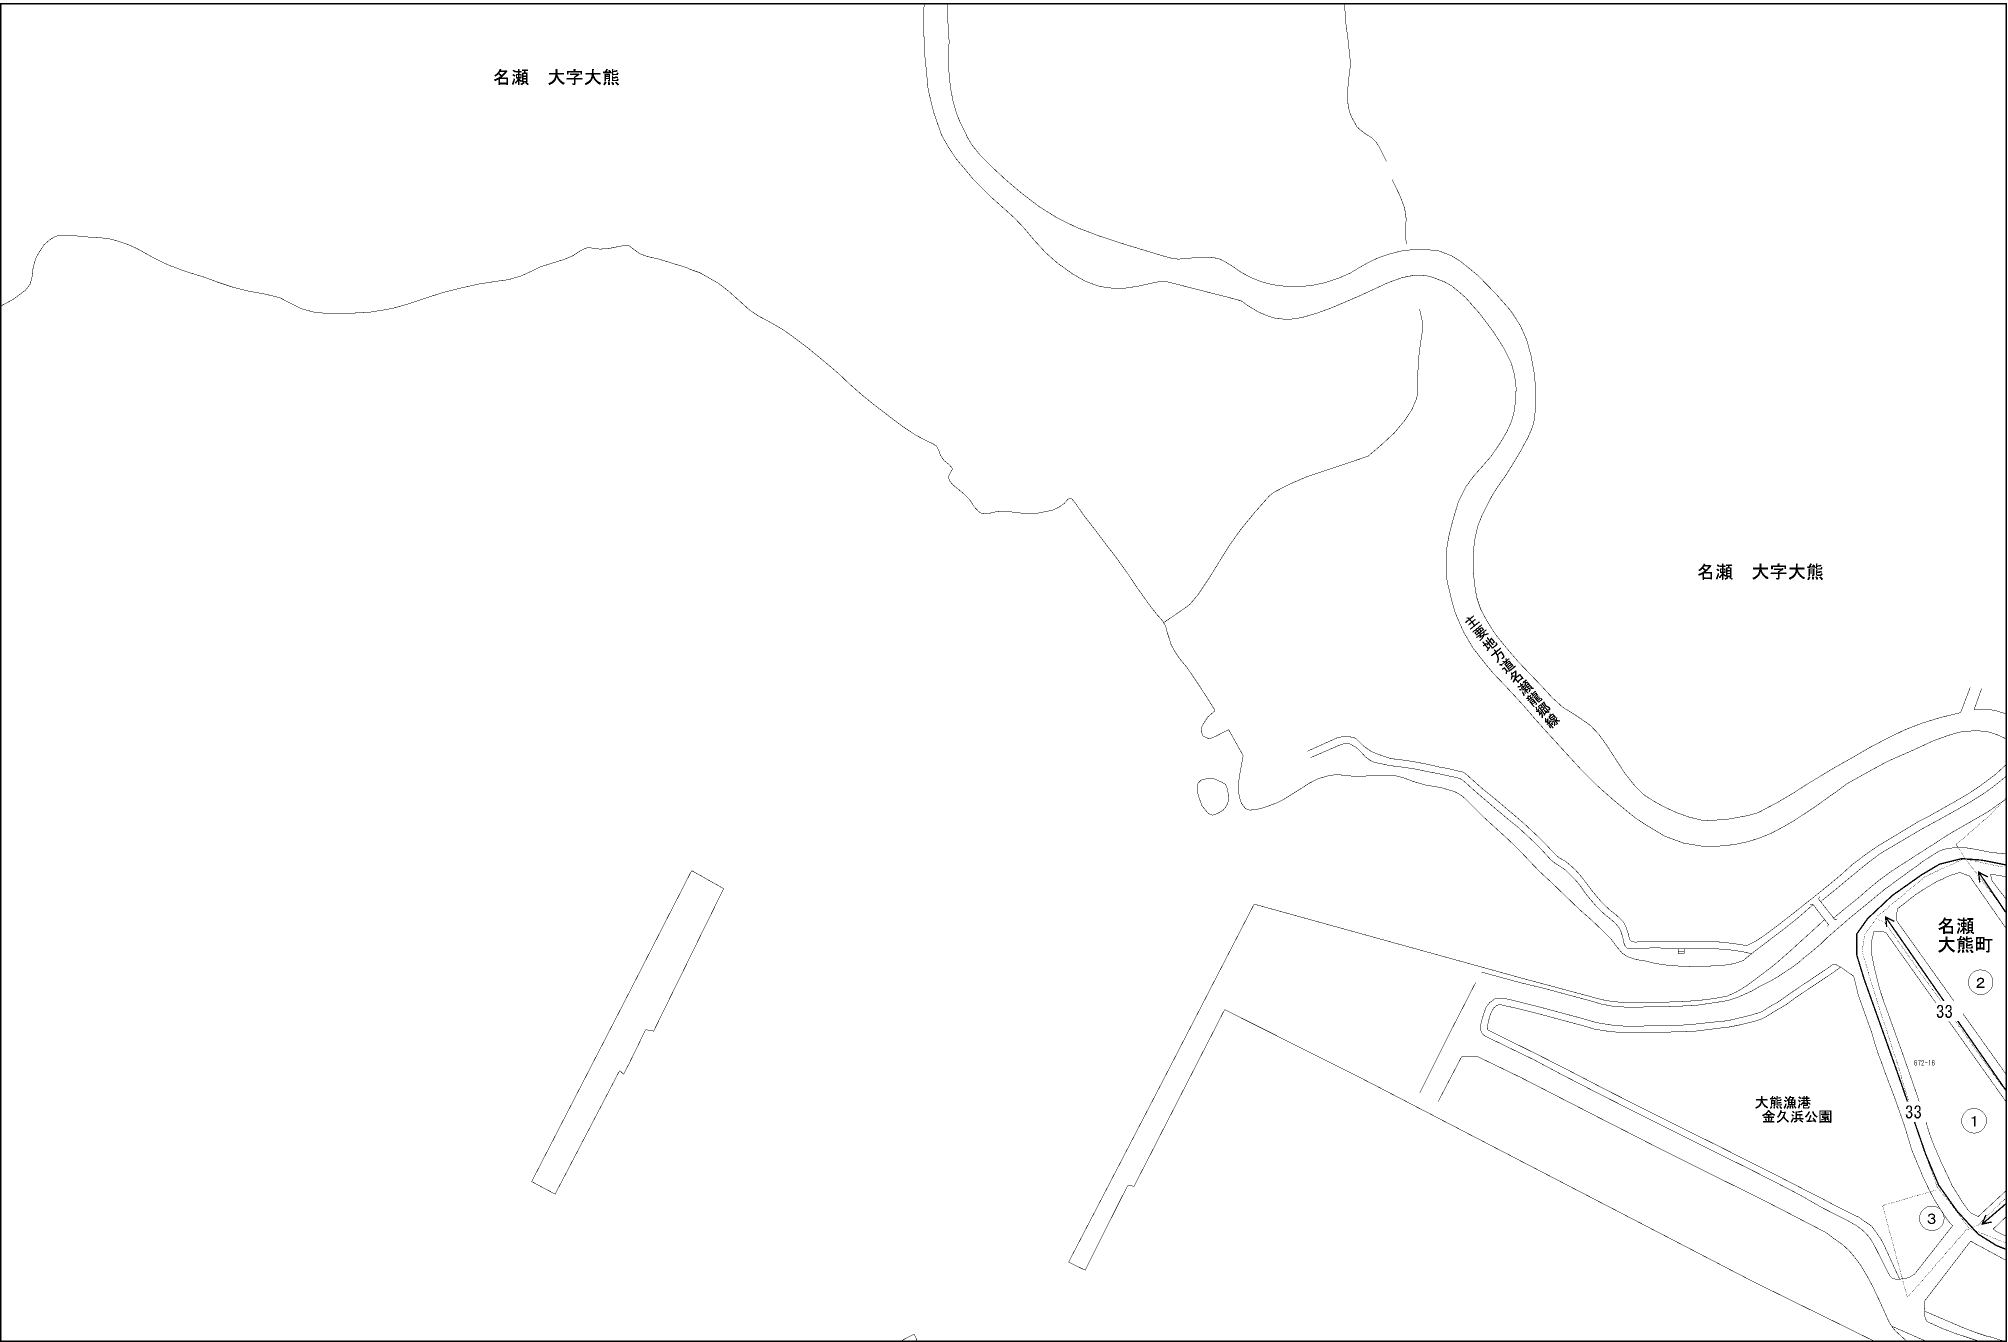 名瀬　大字大熊
名瀬　大字大熊
主要地方道名瀬龍郷線
名瀬
大熊町
2
33
672-16
33
大熊漁港
金久浜公園
1
3